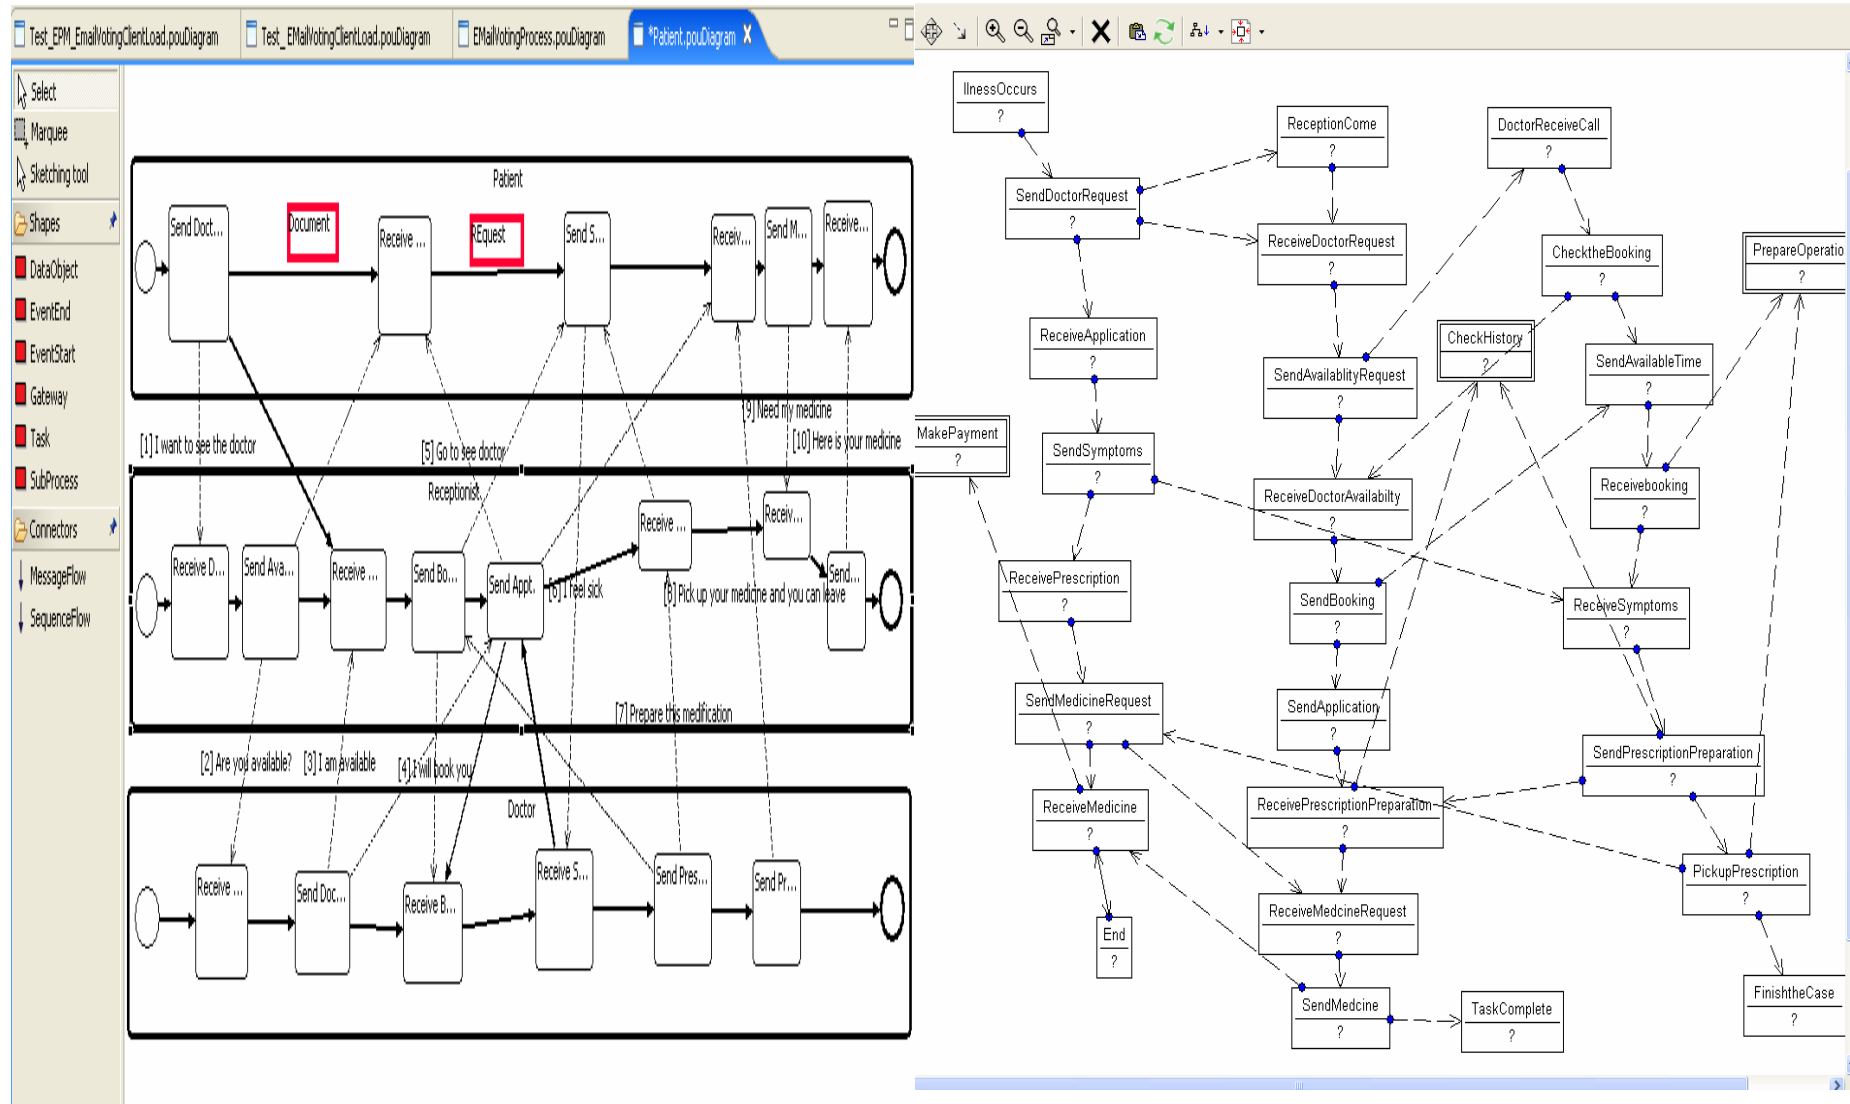 Test_EPM_EmailVotingClientLoad.pouDiagram
Test_ EMailVotingClientLoad.pouDiagram
EMailVotingProcess.pouDiagram
*Patient.pouDiagram
Select
Marquee
Sketching tool
Shapes
DataObject
EventEnd
EventStart
Gateway
Task
SubProcess
Connectors
MessageFlow
SequenceFlow
Patient
Send Doct...
Document
Receive ...
REquest
Send S...
Receiv...
Send M...
Receive...
[9] Need my medicine
[1] I want to see the doctor
[5] Go to see doctor
[10] Here is your medicine
Receptionist
Receive D...
Send Ava...
Receive ...
Send Bo...
Send Appt.
Receive ...
Receiv...
Send...
[6] I feel sick
[8] Pick up your medicine and you can leave
[7] Prepare this medification
[2] Are you available?
[3] I am available
[4] I will book you
Doctor
Receive ...
Send Doc...
Receive B...
Receive S...
Send Pres...
Send Pr...
IllnessOccurs
?
ReceptionCome
?
DoctorReceiveCall
?
SendDoctorRequest
?
ReceiveDoctorRequest
?
ChecktheBooking
?
PrepareOperatio
?
ReceiveApplication
?
SendAvailablityRequest
?
CheckHistory
?
SendAvailableTime
?
MakePayment
?
SendSymptoms
?
ReceiveDoctorAvailabilty
?
Receivebooking
?
ReceivePrescription
?
SendBooking
?
ReceiveSymptoms
?
SendMedicineRequest
?
SendApplication
?
SendPrescriptionPreparation
?
ReceiveMedicine
?
ReceivePrescriptionPreparation
?
PickupPrescription
?
ReceiveMedcineRequest
?
End
?
SendMedcine
?
TaskComplete
?
FinishtheCase
?